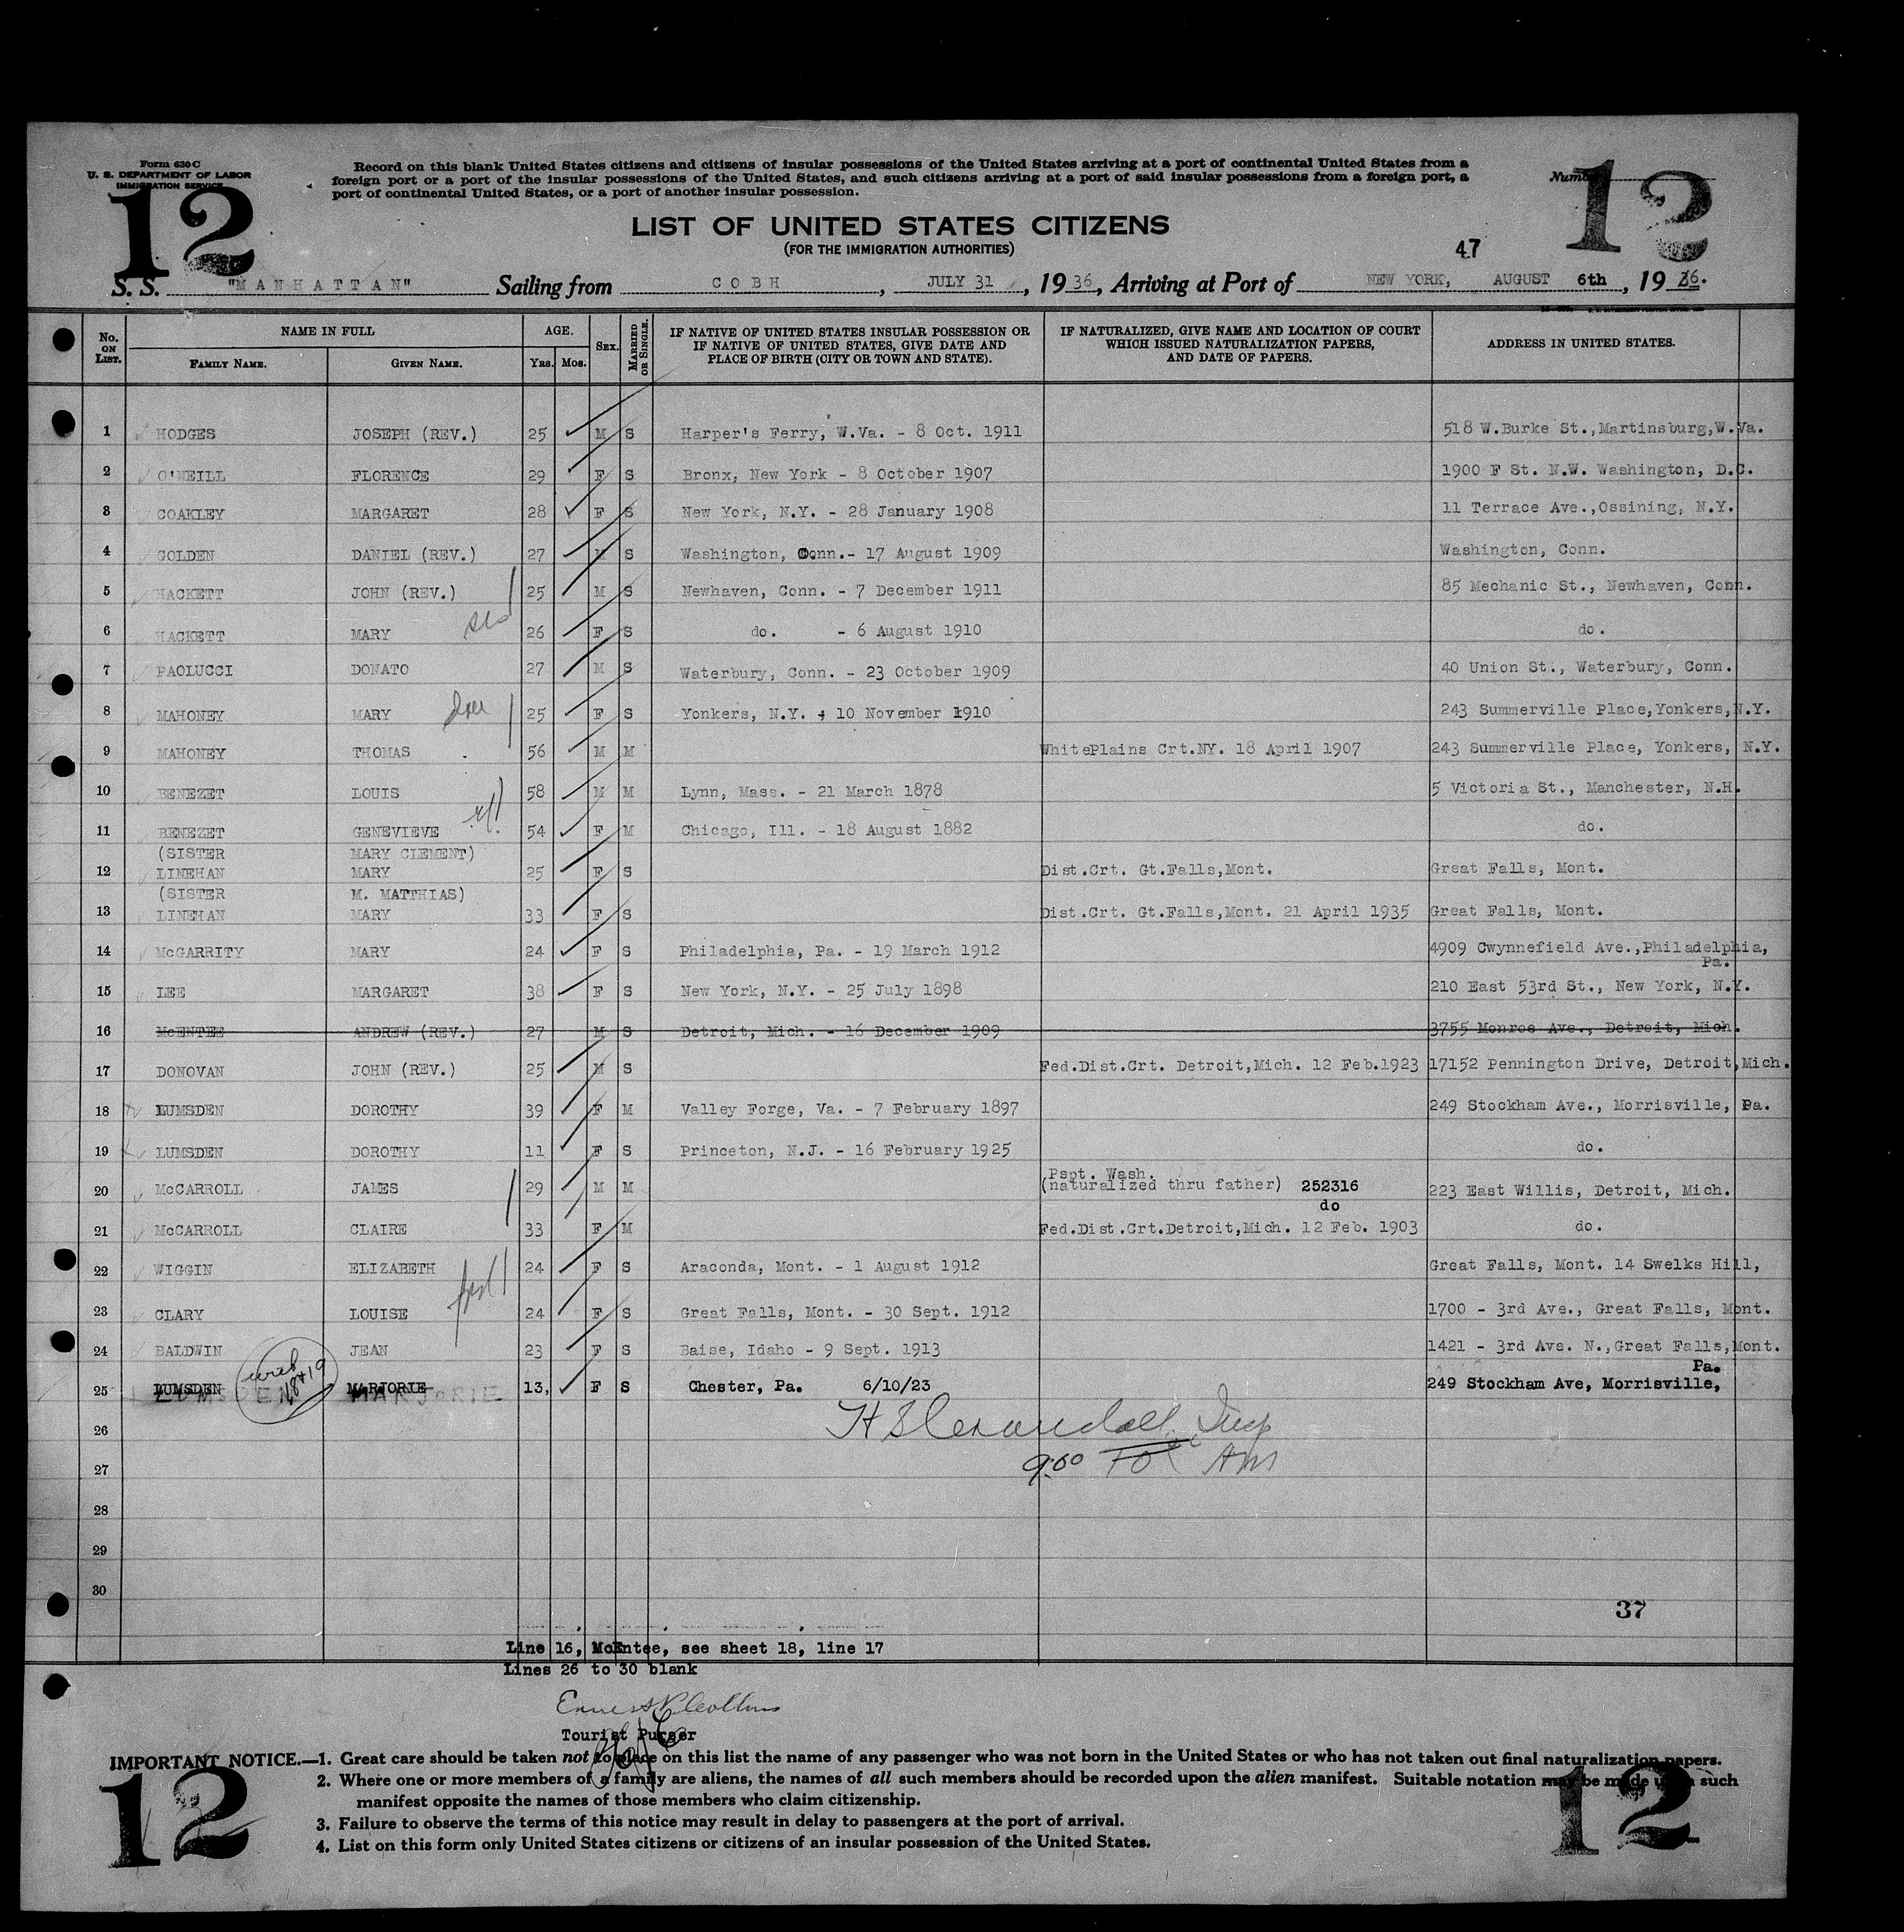 Form 630 C
U. S. DEPARTMENT OF LABOR
IMMIGRATION SERVICE
12
Record on this blank United States citizens and citizens of insular possessions of the United States arriving at a port of continental United States from a
foreign port or a port of the insular possessions of the United States, and such citizens arriving at a port of said insular possessions from a foreign port, a
port of continental United States, or a port of another insular possession.
12
LIST OF UNITED STATES CITIZENS
(FOR THE IMMIGRATION AUTHORITIES)
47
S. S. "MANHATTAN" Sailing from COBH, JULY 31, 1936, Arriving at Port of NEW YORK, AUGUST 6th, 1936.
No. ON LIST. NAME IN FULL FAMILY NAME. GIVEN NAME. AGE. Yrs. Mos. SEX. MARRIED OR SINGLE. IF NATIVE OF UNITED STATES INSULAR POSSESSION OR IF NATIVE OF UNITED STATES, GIVE DATE AND PLACE OF BIRTH (CITY OR TOWN AND STATE). IF NATURALIZED, GIVE NAME AND LOCATION OF COURT WHICH ISSUED NATURALIZATION PAPERS, AND DATE OF PAPERS. ADDRESS IN UNITED STATES.
1 HODGES JOSEPH (REV.) 25 M S Harper's Ferry, W.Va. - 8 Oct. 1911 518 W.Burke St.,Martinsburg,W.Va.
2 O'NEILL FLORENCE 29 F S Bronx, New York - 8 October 1907 1900 F St. N.W. Washington, D.C.
3 COAKLEY MARGARET 28 F S New York, N.Y. - 28 January 1908 11 Terrace Ave.,Ossining, N.Y.
4 GOLDEN DANIEL (REV.) 27 M S Washington, Conn.- 17 August 1909 Washington, Conn.
5 HACKETT JOHN (REV.) 25 M S Newhaven, Conn. - 7 December 1911 85 Mechanic St., Newhaven, Conn.
6 HACKETT MARY 26 F S do. - 6 August 1910 do.
7 PAOLUCCI DONATO 27 M S Waterbury, Conn. - 23 October 1909 40 Union St., Waterbury, Conn.
8 MAHONEY MARY 25 F S Yonkers, N.Y. - 10 November 1910 243 Summerville Place,Yonkers,N.Y.
9 MAHONEY THOMAS 56 M M WhitePlains Crt.NY. 18 April 1907 243 Summerville Place, Yonkers, N.Y.
10 BENEZET LOUIS 58 M M Lynn, Mass. - 21 March 1878 5 Victoria St., Manchester, N.H.
11 BENEZET GENEVIEVE 54 F M Chicago, Ill. - 18 August 1882 do.
(SISTER MARY CLEMENT)
12 LINEHAN MARY 25 F S Dist.Crt. Gt.Falls,Mont. Great Falls, Mont.
(SISTER M. MATTHIAS)
13 LINEHAN MARY 33 F S Dist.Crt. Gt.Falls,Mont. 21 April 1935 Great Falls, Mont.
14 McGARRITY MARY 24 F S Philadelphia, Pa. - 19 March 1912 4909 Cwynnefield Ave.,Philadelphia,
Pa.
15 LEE MARGARET 38 F S New York, N.Y. - 25 July 1898 210 East 53rd St., New York, N.Y.
16 McENTEE ANDREW (REV.) 27 M S Detroit, Mich. - 16 December 1909 3755 Monroe Ave., Detroit, Mich.
17 DONOVAN JOHN (REV.) 25 M S Fed.Dist.Crt. Detroit,Mich. 12 Feb.1923 17152 Pennington Drive, Detroit,Mich.
18 LUMSDEN DOROTHY 39 F M Valley Forge, Va. - 7 February 1897 249 Stockham Ave., Morrisville, Pa.
19 LUMSDEN DOROTHY 11 F S Princeton, N.J. - 16 February 1925 do.
Pspt. Wash.
20 McCARROLL JAMES 29 M M (naturalized thru father) 252316 223 East Willis, Detroit, Mich.
do
21 McCARROLL CLAIRE 33 F M Fed.Dist.Crt.Detroit,Mich. 12 Feb. 1903 do.
22 WIGGIN ELIZABETH 24 F S Araconda, Mont. - 1 August 1912 Great Falls, Mont. 14 Swelks Hill,
23 CLARY LOUISE 24 F S Great Falls, Mont. - 30 Sept. 1912 1700 - 3rd Ave., Great Falls, Mont.
24 BALDWIN JEAN 23 F S Baise, Idaho - 9 Sept. 1913 1421 - 3rd Ave. N.,Great Falls,Mont.
with 18+19
Pa.
25 LUMSDEN MARJORIE 13, F S Chester, Pa. 6/10/23 249 Stockham Ave, Morrisville,
26
27
28
29
30
37
Line 16, McEntee, see sheet 18, line 17
Lines 26 to 30 blank
Tourist Purser
IMPORTANT NOTICE.—1. Great care should be taken not to place on this list the name of any passenger who was not born in the United States or who has not taken out final naturalization papers.
2. Where one or more members of a family are aliens, the names of all such members should be recorded upon the alien manifest. Suitable notation may be made upon such
manifest opposite the names of those members who claim citizenship.
3. Failure to observe the terms of this notice may result in delay to passengers at the port of arrival.
4. List on this form only United States citizens or citizens of an insular possession of the United States.
12
12